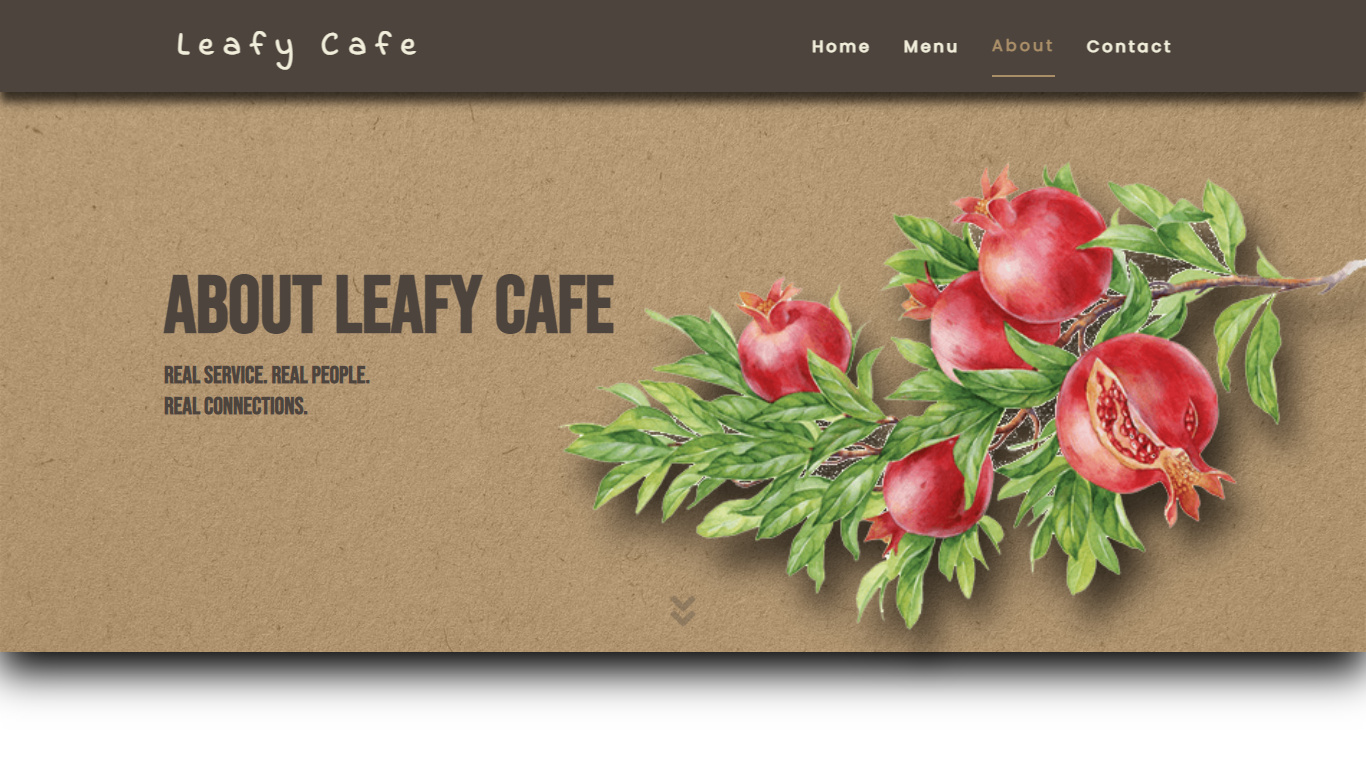 Leafy Cafe
Home Menu About Contact
ABOUT LEAFY CAFE
REAL SERVICE. REAL PEOPLE.
REAL CONNECTIONS.